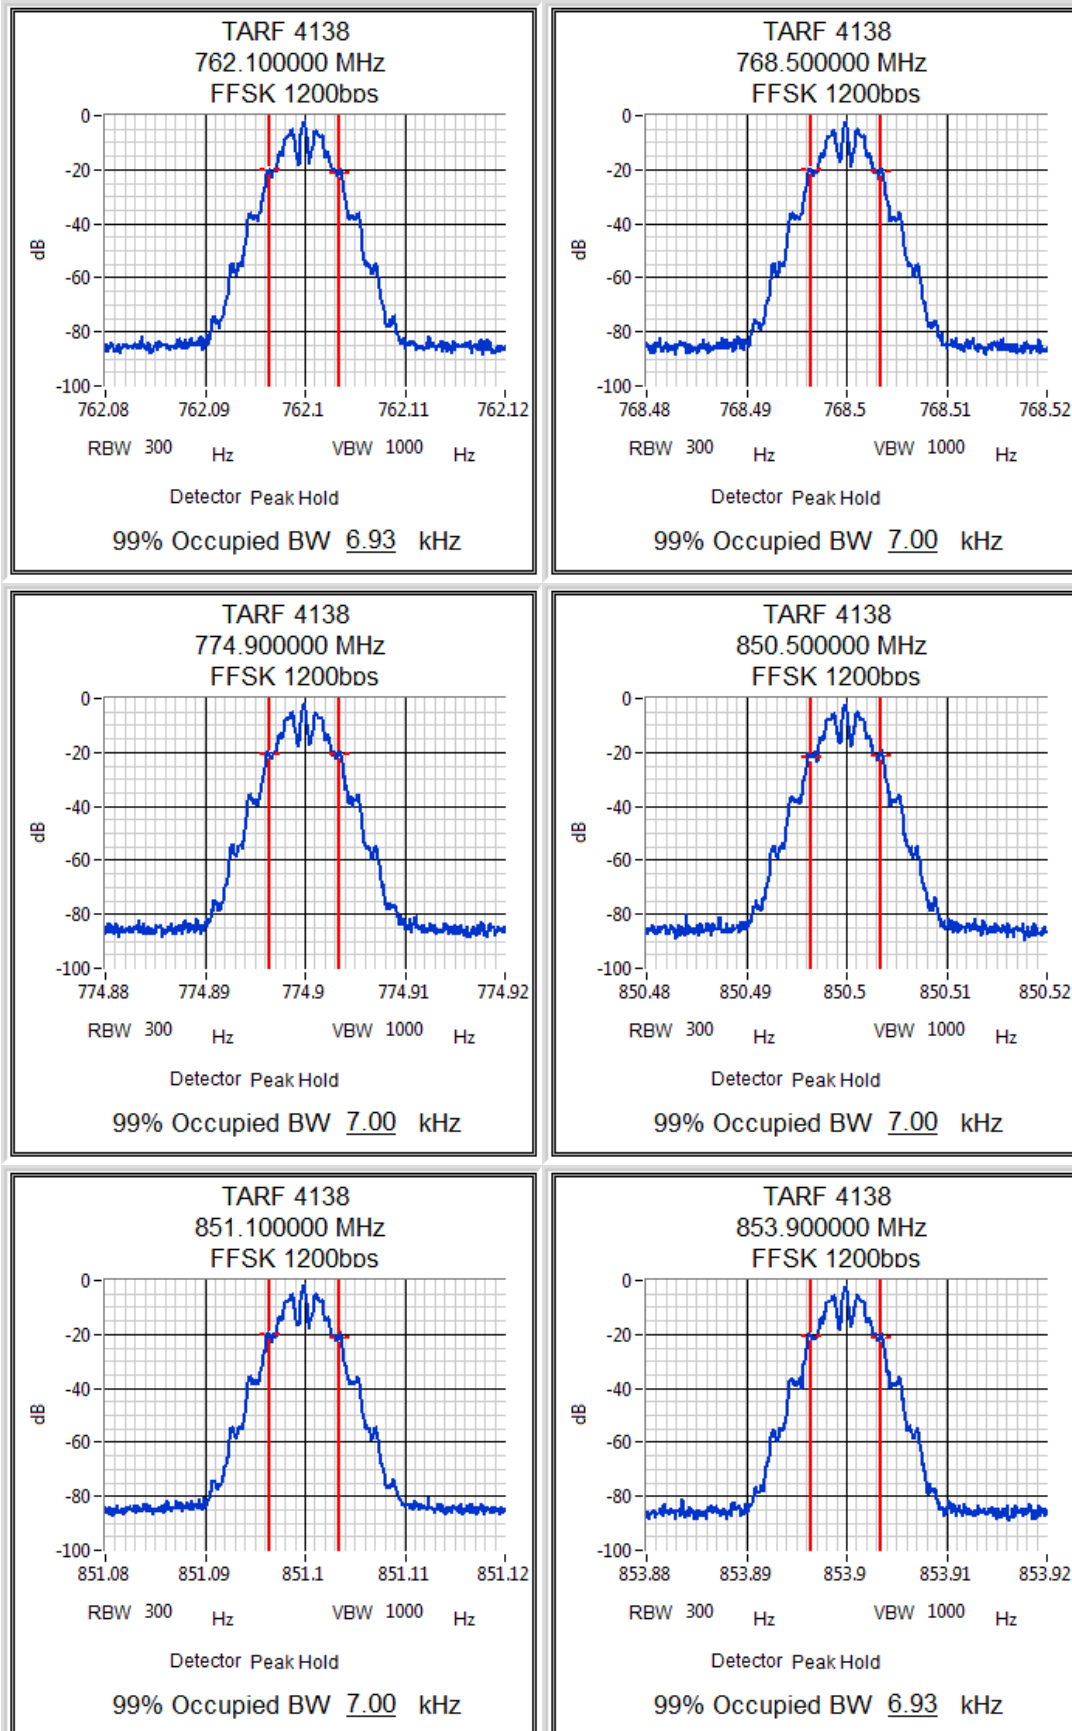 TARF 4138
762.100000 MHz
FFSK 1200bps
0
-20
-40
-60
-80
-100
dB
762.08 762.09 762.1 762.11 762.12
RBW 300 Hz VBW 1000 Hz
Detector Peak Hold
99% Occupied BW 6.93 kHz
TARF 4138
768.500000 MHz
FFSK 1200bps
0
-20
-40
-60
-80
-100
dB
768.48 768.49 768.5 768.51 768.52
RBW 300 Hz VBW 1000 Hz
Detector Peak Hold
99% Occupied BW 7.00 kHz
TARF 4138
774.900000 MHz
FFSK 1200bps
0
-20
-40
-60
-80
-100
dB
774.88 774.89 774.9 774.91 774.92
RBW 300 Hz VBW 1000 Hz
Detector Peak Hold
99% Occupied BW 7.00 kHz
TARF 4138
850.500000 MHz
FFSK 1200bps
0
-20
-40
-60
-80
-100
dB
850.48 850.49 850.5 850.51 850.52
RBW 300 Hz VBW 1000 Hz
Detector Peak Hold
99% Occupied BW 7.00 kHz
TARF 4138
851.100000 MHz
FFSK 1200bps
0
-20
-40
-60
-80
-100
dB
851.08 851.09 851.1 851.11 851.12
RBW 300 Hz VBW 1000 Hz
Detector Peak Hold
99% Occupied BW 7.00 kHz
TARF 4138
853.900000 MHz
FFSK 1200bps
0
-20
-40
-60
-80
-100
dB
853.88 853.89 853.9 853.91 853.92
RBW 300 Hz VBW 1000 Hz
Detector Peak Hold
99% Occupied BW 6.93 kHz